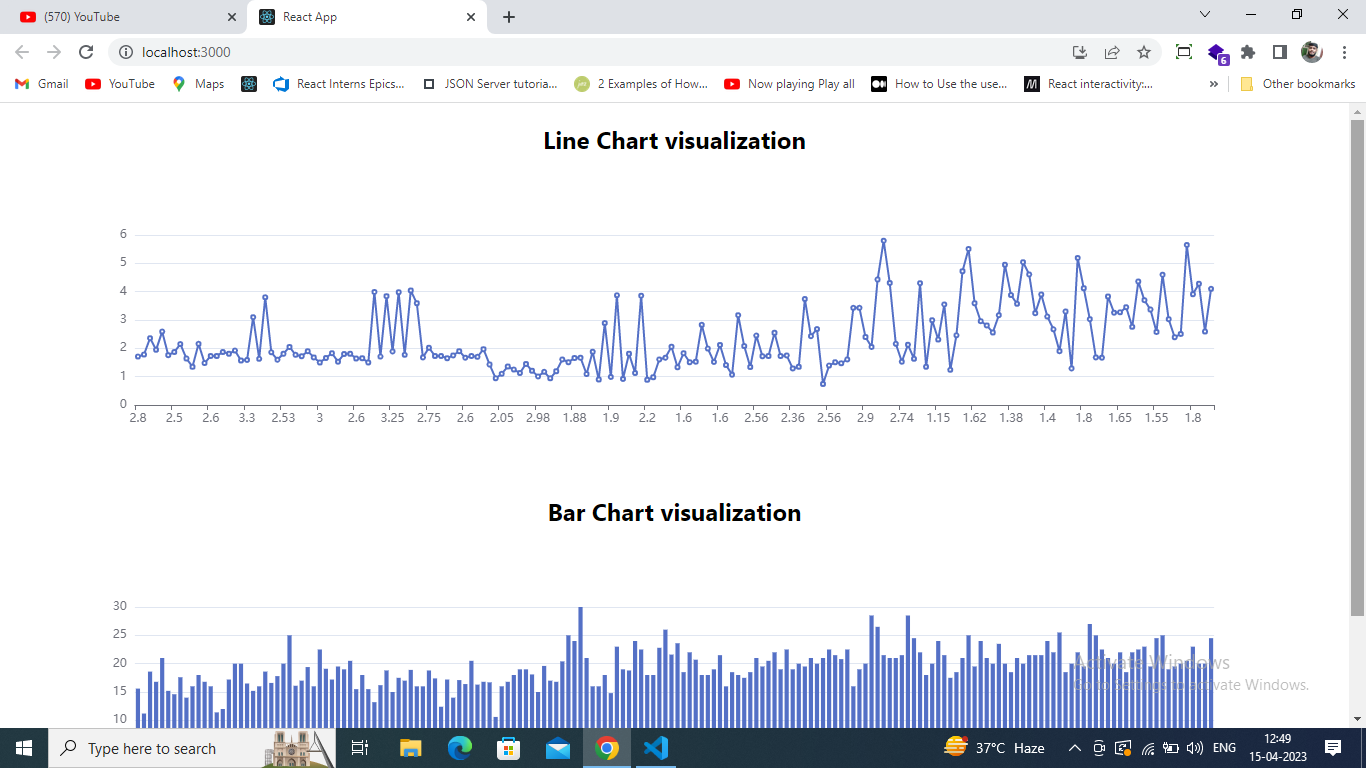 (570) YouTube
React App
localhost:3000
6
Gmail
YouTube
Maps
React Interns Epics...
JSON Server tutoria...
2 Examples of How...
Now playing Play all
How to Use the use...
React interactivity:...
»
Other bookmarks
Line Chart visualization
6
5
4
3
2
1
0
2.8 2.5 2.6 3.3 2.53 3 2.6 3.25 2.75 2.6 2.05 2.98 1.88 1.9 2.2 1.6 1.6 2.56 2.36 2.56 2.9 2.74 1.15 1.62 1.38 1.4 1.8 1.65 1.55 1.8
Bar Chart visualization
30
25
20
15
10
Activate Windows
Go to Settings to activate Windows.
Type here to search
37°C Haze
ENG
12:49
15-04-2023